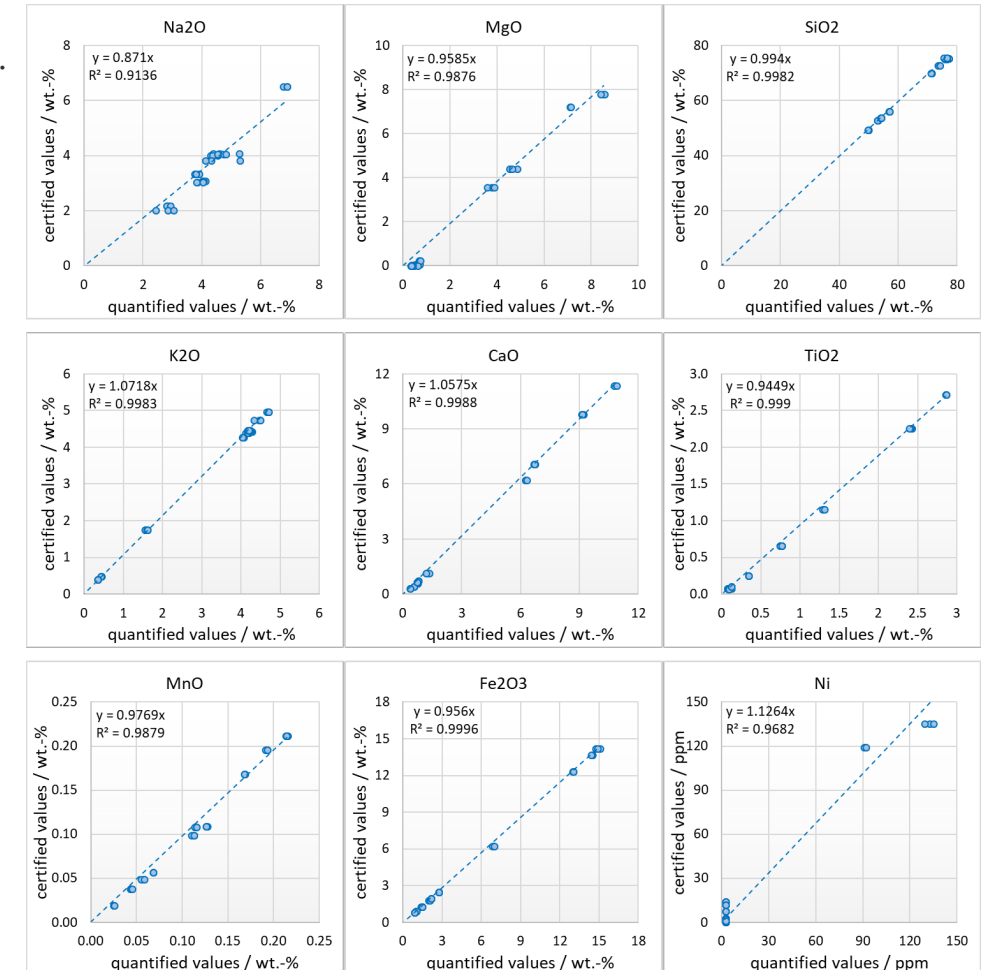 Na2O
y = 0.871x
R² = 0.9136
certified values / wt.-%
8
6
4
2
0
0 2 4 6 8
quantified values / wt.-%
MgO
y = 0.9585x
R² = 0.9876
certified values / wt.-%
10
8
6
4
2
0
0 2 4 6 8 10
quantified values / wt.-%
SiO2
y = 0.994x
R² = 0.9982
certified values / wt.-%
80
60
40
20
0
0 20 40 60 80
quantified values / wt.-%
K2O
y = 1.0718x
R² = 0.9983
certified values / wt.-%
6
5
4
3
2
1
0
0 1 2 3 4 5 6
quantified values / wt.-%
CaO
y = 1.0575x
R² = 0.9988
certified values / wt.-%
12
9
6
3
0
0 3 6 9 12
quantified values / wt.-%
TiO2
y = 0.9449x
R² = 0.999
certified values / wt.-%
3.0
2.5
2.0
1.5
1.0
0.5
0.0
0 0.5 1 1.5 2 2.5 3
quantified values / wt.-%
MnO
y = 0.9769x
R² = 0.9879
certified values / wt.-%
0.25
0.20
0.15
0.10
0.05
0.00
0.00 0.05 0.10 0.15 0.20 0.25
quantified values / wt.-%
Fe2O3
y = 0.956x
R² = 0.9996
certified values / wt.-%
18
15
12
9
6
3
0
0 3 6 9 12 15 18
quantified values / wt.-%
Ni
y = 1.1264x
R² = 0.9682
certified values / ppm
150
120
90
60
30
0
0 30 60 90 120 150
quantified values / ppm